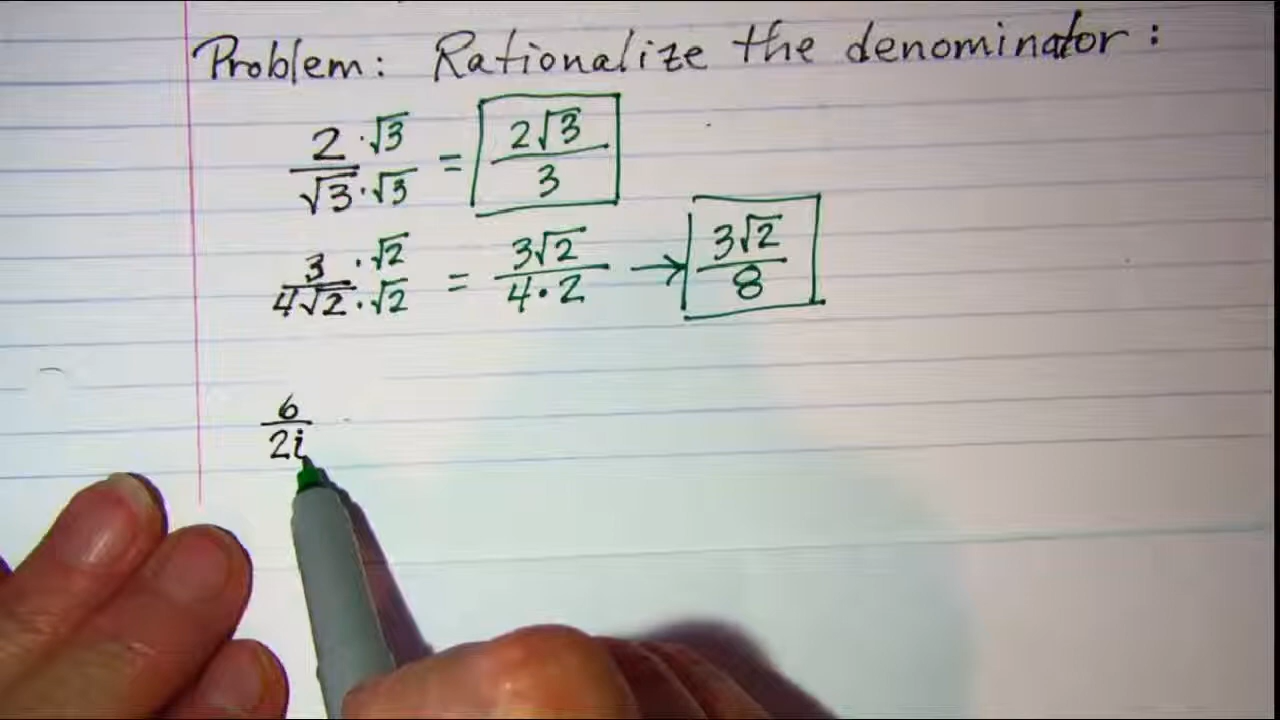 Problem: Rationalize the denominator:
2·√3 / √3·√3 = 2√3 / 3
3·√2 / 4√2·√2 = 3√2 / 4·2 → 3√2 / 8
6 / 2i